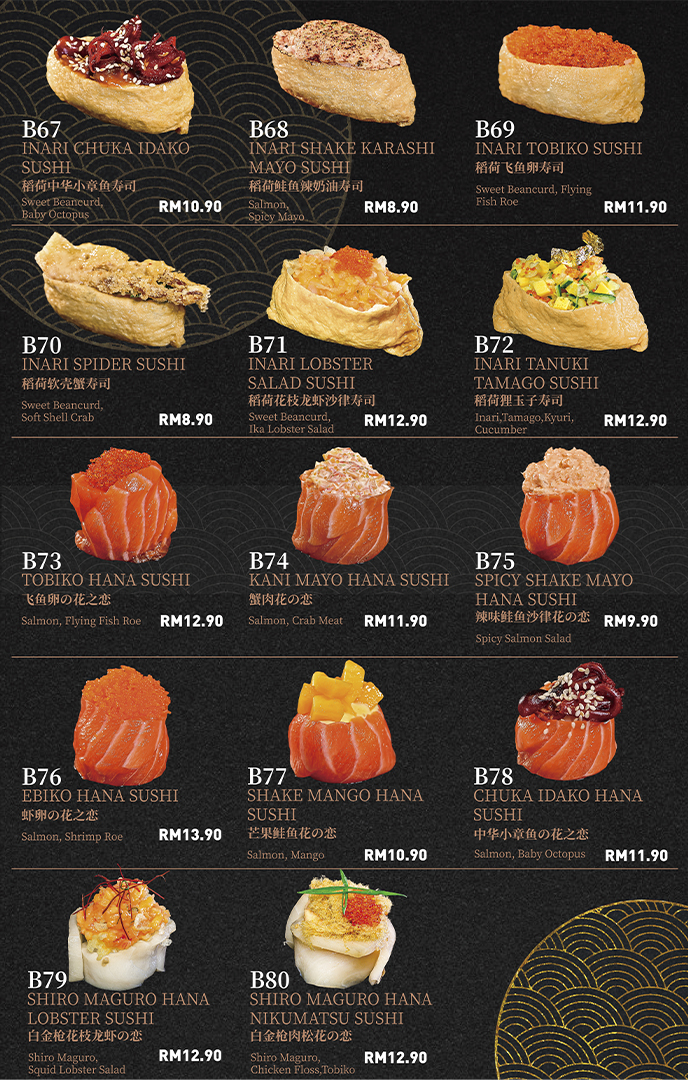 B67
INARI CHUKA IDAKO
SUSHI
稻荷中华小章鱼寿司
Sweet Beancurd,
Baby Octopus
RM10.90
B68
INARI SHAKE KARASHI
MAYO SUSHI
稻荷鲑鱼辣奶油寿司
Salmon,
Spicy Mayo
RM8.90
B69
INARI TOBIKO SUSHI
稻荷飞鱼卵寿司
Sweet Beancurd, Flying
Fish Roe
RM11.90
B70
INARI SPIDER SUSHI
稻荷软壳蟹寿司
Sweet Beancurd,
Soft Shell Crab
RM8.90
B71
INARI LOBSTER
SALAD SUSHI
稻荷花枝龙虾沙律寿司
Sweet Beancurd,
Ika Lobster Salad
RM12.90
B72
INARI TANUKI
TAMAGO SUSHI
稻荷狸玉子寿司
Inari,Tamago,Kyuri,
Cucumber
RM12.90
B73
TOBIKO HANA SUSHI
飞鱼卵の花之恋
Salmon, Flying Fish Roe
RM12.90
B74
KANI MAYO HANA SUSHI
蟹肉花の恋
Salmon, Crab Meat
RM11.90
B75
SPICY SHAKE MAYO
HANA SUSHI
辣味鲑鱼沙律花の恋
Spicy Salmon Salad
RM9.90
B76
EBIKO HANA SUSHI
虾卵の花之恋
Salmon, Shrimp Roe
RM13.90
B77
SHAKE MANGO HANA
SUSHI
芒果鲑鱼花の恋
Salmon, Mango
RM10.90
B78
CHUKA IDAKO HANA
SUSHI
中华小章鱼の花之恋
Salmon, Baby Octopus
RM11.90
B79
SHIRO MAGURO HANA
LOBSTER SUSHI
白金枪花枝龙虾の恋
Shiro Maguro,
Squid Lobster Salad
RM12.90
B80
SHIRO MAGURO HANA
NIKUMATSU SUSHI
白金枪肉松花の恋
Shiro Maguro,
Chicken Floss,Tobiko
RM12.90